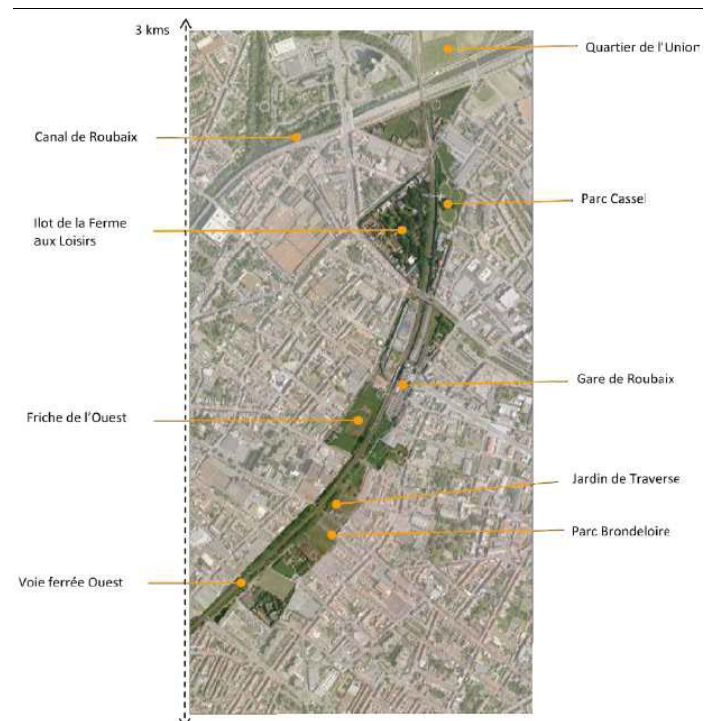 3 kms
Quartier de l'Union
Canal de Roubaix
Parc Cassel
Ilot de la Ferme
aux Loisirs
Gare de Roubaix
Friche de l'Ouest
Jardin de Traverse
Parc Brondeloire
Voie ferrée Ouest